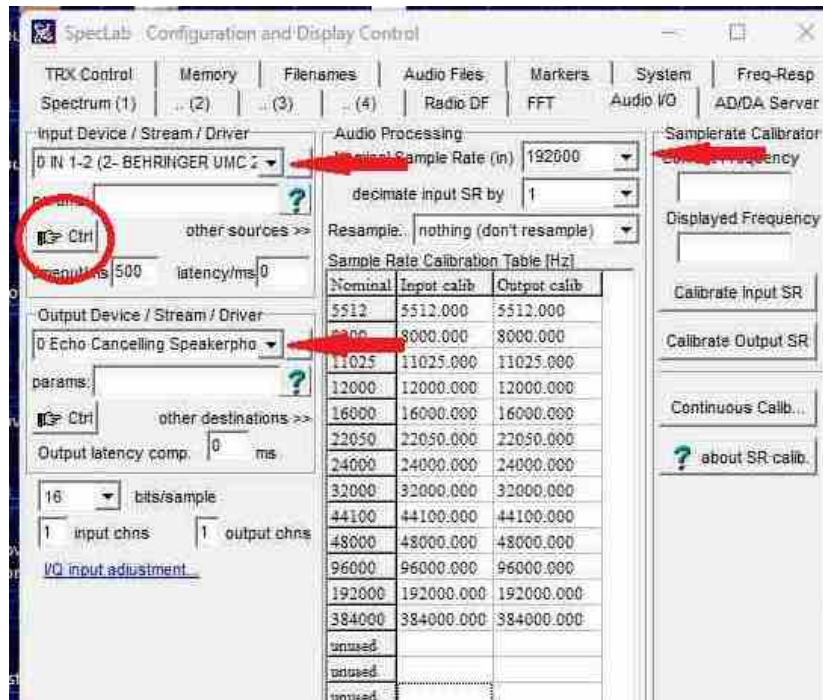 SpecLab Configuration and Display Control
TRX Control Memory Filenames Audio Files Markers System Freq-Resp
Spectrum (1) .. (2) .. (3) .. (4) Radio DF FFT Audio I/O AD/DA Server
Input Device / Stream / Driver
0 IN 1-2 (2- BEHRINGER UMC 2
?
Ctrl other sources >>
500 latency/ms 0
Output Device / Stream / Driver
0 Echo Cancelling Speakerpho
params: ?
Ctrl other destinations >>
Output latency comp. 0 ms
16 bits/sample
1 input chns 1 output chns
I/Q input adjustment...
Audio Processing
Sample Rate (in) 192000
decimate input SR by 1
Resample. nothing (don't resample)
Sample Rate Calibration Table [Hz]
Nominal Input calib Output calib
5512 5512.000 5512.000
8000.000 8000.000
11025 11025.000 11025.000
12000 12000.000 12000.000
16000 16000.000 16000.000
22050 22050.000 22050.000
24000 24000.000 24000.000
32000 32000.000 32000.000
44100 44100.000 44100.000
48000 48000.000 48000.000
96000 96000.000 96000.000
192000 192000.000 192000.000
384000 384000.000 384000.000
unused
unused
unused
Samplerate Calibrator
Displayed Frequency
Calibrate Input SR
Calibrate Output SR
Continuous Calib...
? about SR calib.